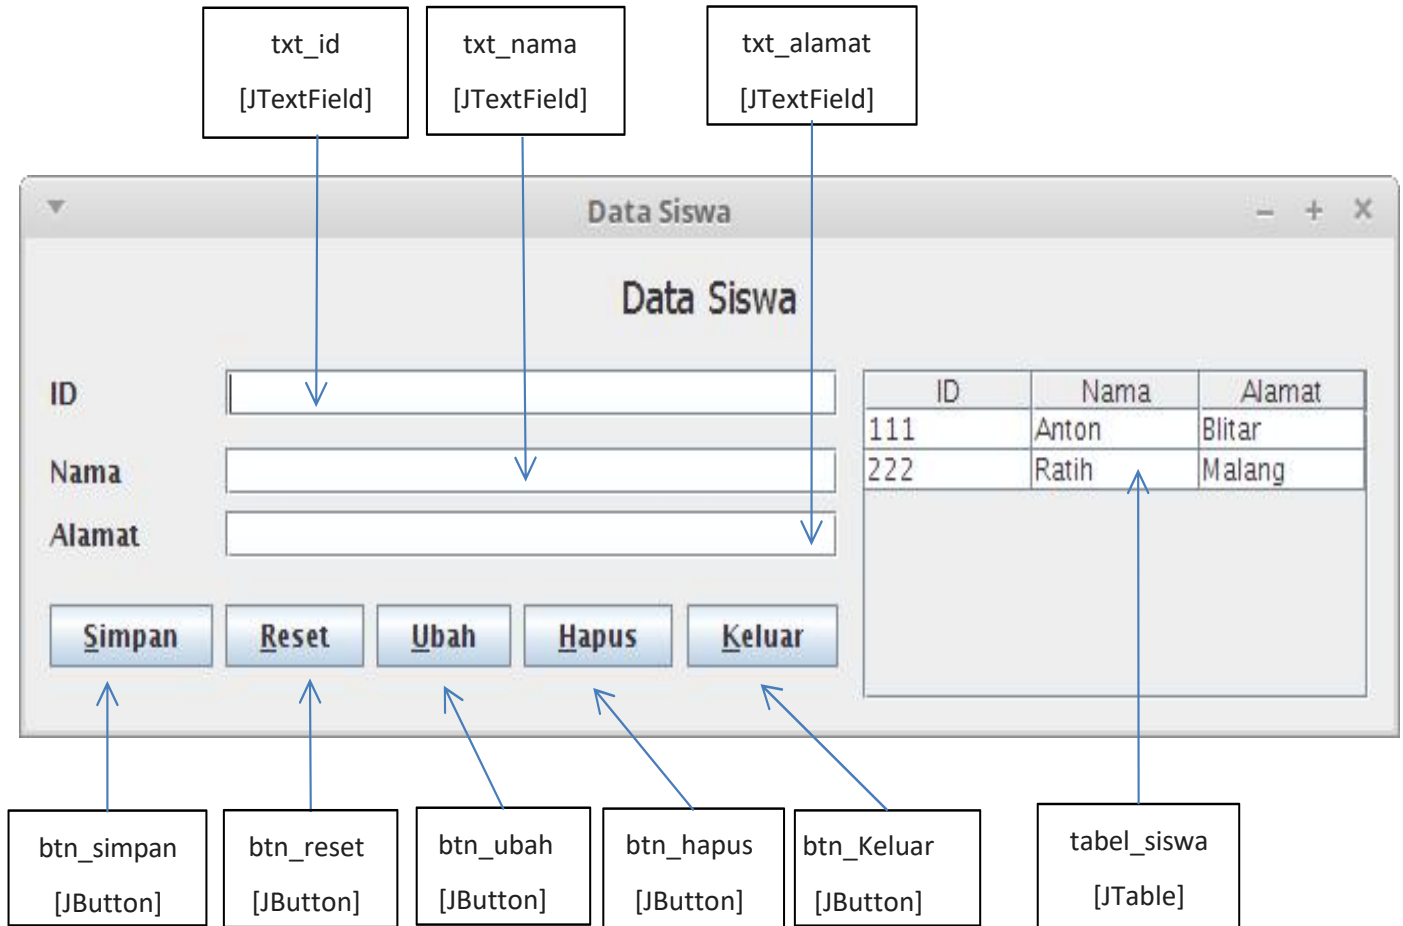 txt_id
[JTextField]
txt_nama
[JTextField]
txt_alamat
[JTextField]
Data Siswa
Data Siswa
ID
Nama
Alamat
ID Nama Alamat
111 Anton Blitar
222 Ratih Malang
Simpan Reset Ubah Hapus Keluar
btn_simpan
[JButton]
btn_reset
[JButton]
btn_ubah
[JButton]
btn_hapus
[JButton]
btn_Keluar
[JButton]
tabel_siswa
[JTable]